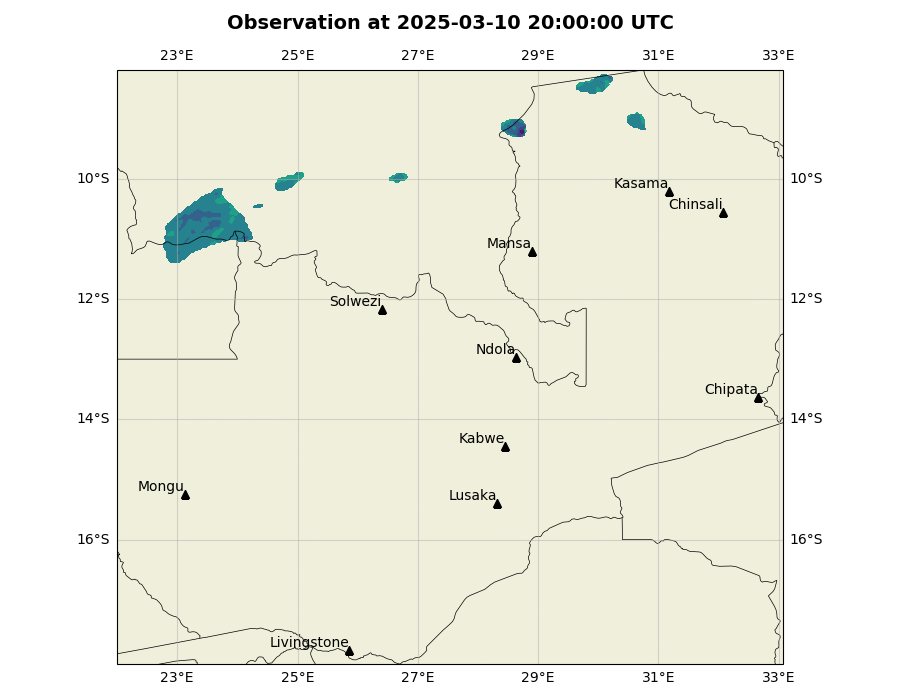 Observation at 2025-03-10 20:00:00 UTC
23°E 25°E 27°E 29°E 31°E 33°E
10°S 10°S
Kasama
Chinsali
Mansa
12°S 12°S
Solwezi
Ndola
Chipata
14°S 14°S
Kabwe
Mongu
Lusaka
16°S 16°S
Livingstone
23°E 25°E 27°E 29°E 31°E 33°E